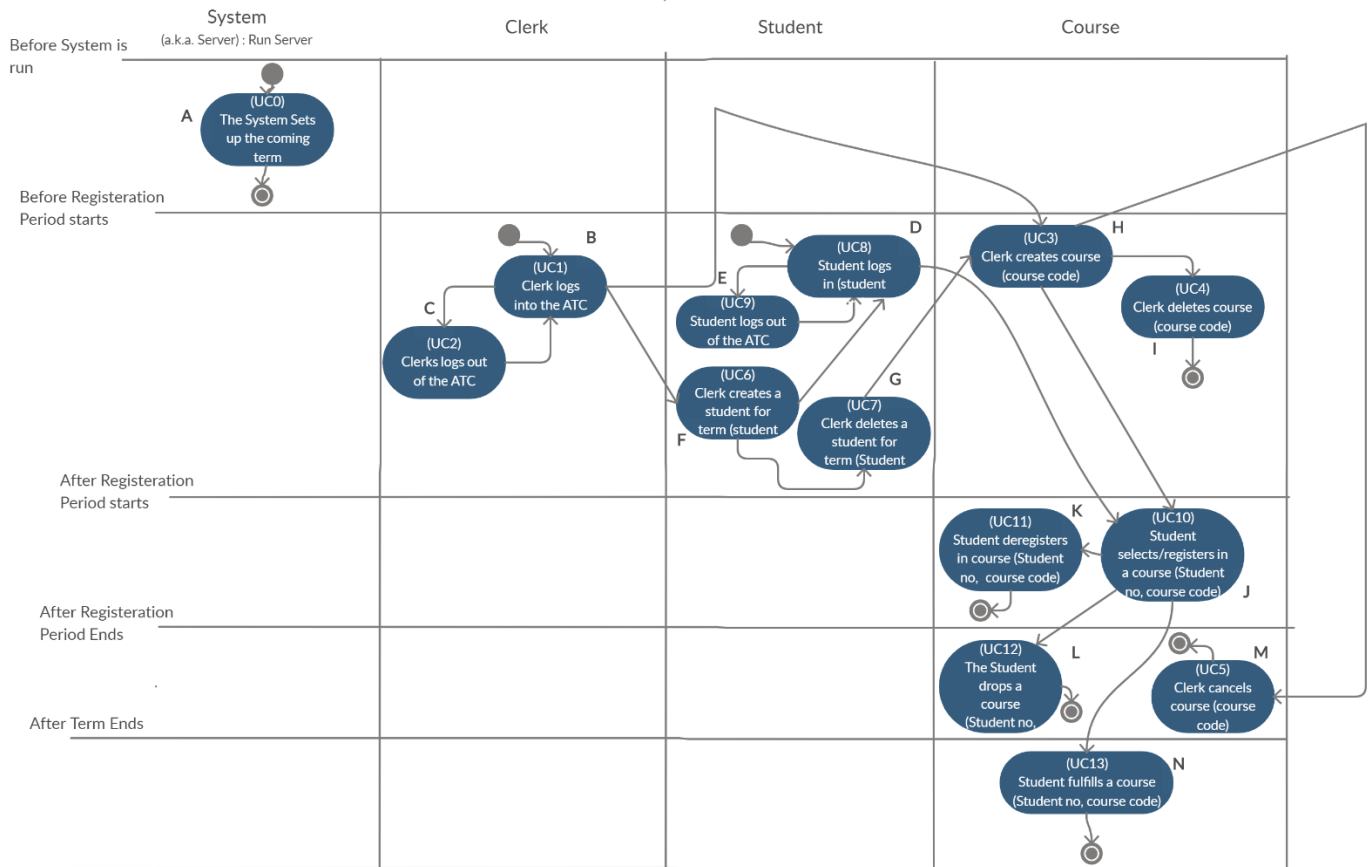 System
(a.k.a. Server) : Run Server
Clerk
Student
Course
Before System is
run
A
(UC0)
The System Sets
up the coming
term
Before Registeration
Period starts
B
(UC1)
Clerk logs
into the ATC
C
(UC2)
Clerks logs out
of the ATC
D
(UC8)
Student logs
in (student
E
(UC9)
Student logs out
of the ATC
(UC6)
Clerk creates a
student for
term (student
F
G
(UC7)
Clerk deletes a
student for
term (Student
H
(UC3)
Clerk creates course
(course code)
(UC4)
Clerk deletes course
(course code)
I
After Registeration
Period starts
K
(UC11)
Student deregisters
in course (Student
no, course code)
(UC10)
Student
selects/registers in
a course (Student
no, course code)
J
After Registeration
Period Ends
L
(UC12)
The Student
drops a
course
(Student no,
M
(UC5)
Clerk cancels
course (course
code)
After Term Ends
N
(UC13)
Student fulfills a course
(Student no, course code)